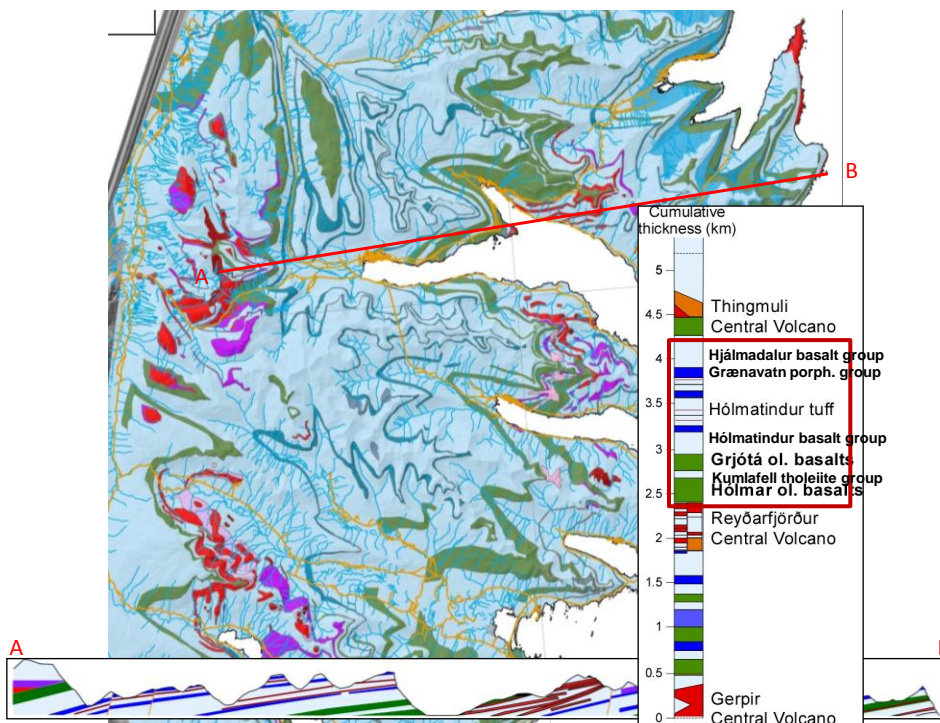 B
A
Cumulative
thickness (km)
5
Thingmuli
4.5
Central Volcano
4
Hjálmadalur basalt group
Grænavatn porph. group
3.5
Hólmatindur tuff
3
Hólmatindur basalt group
Grjótá ol. basalts
Kumlafell tholeiite group
2.5
Hólmar ol. basalts
Reyðarfjörður
2
Central Volcano
1.5
1
0.5
Gerpir
0
Central Volcano
A